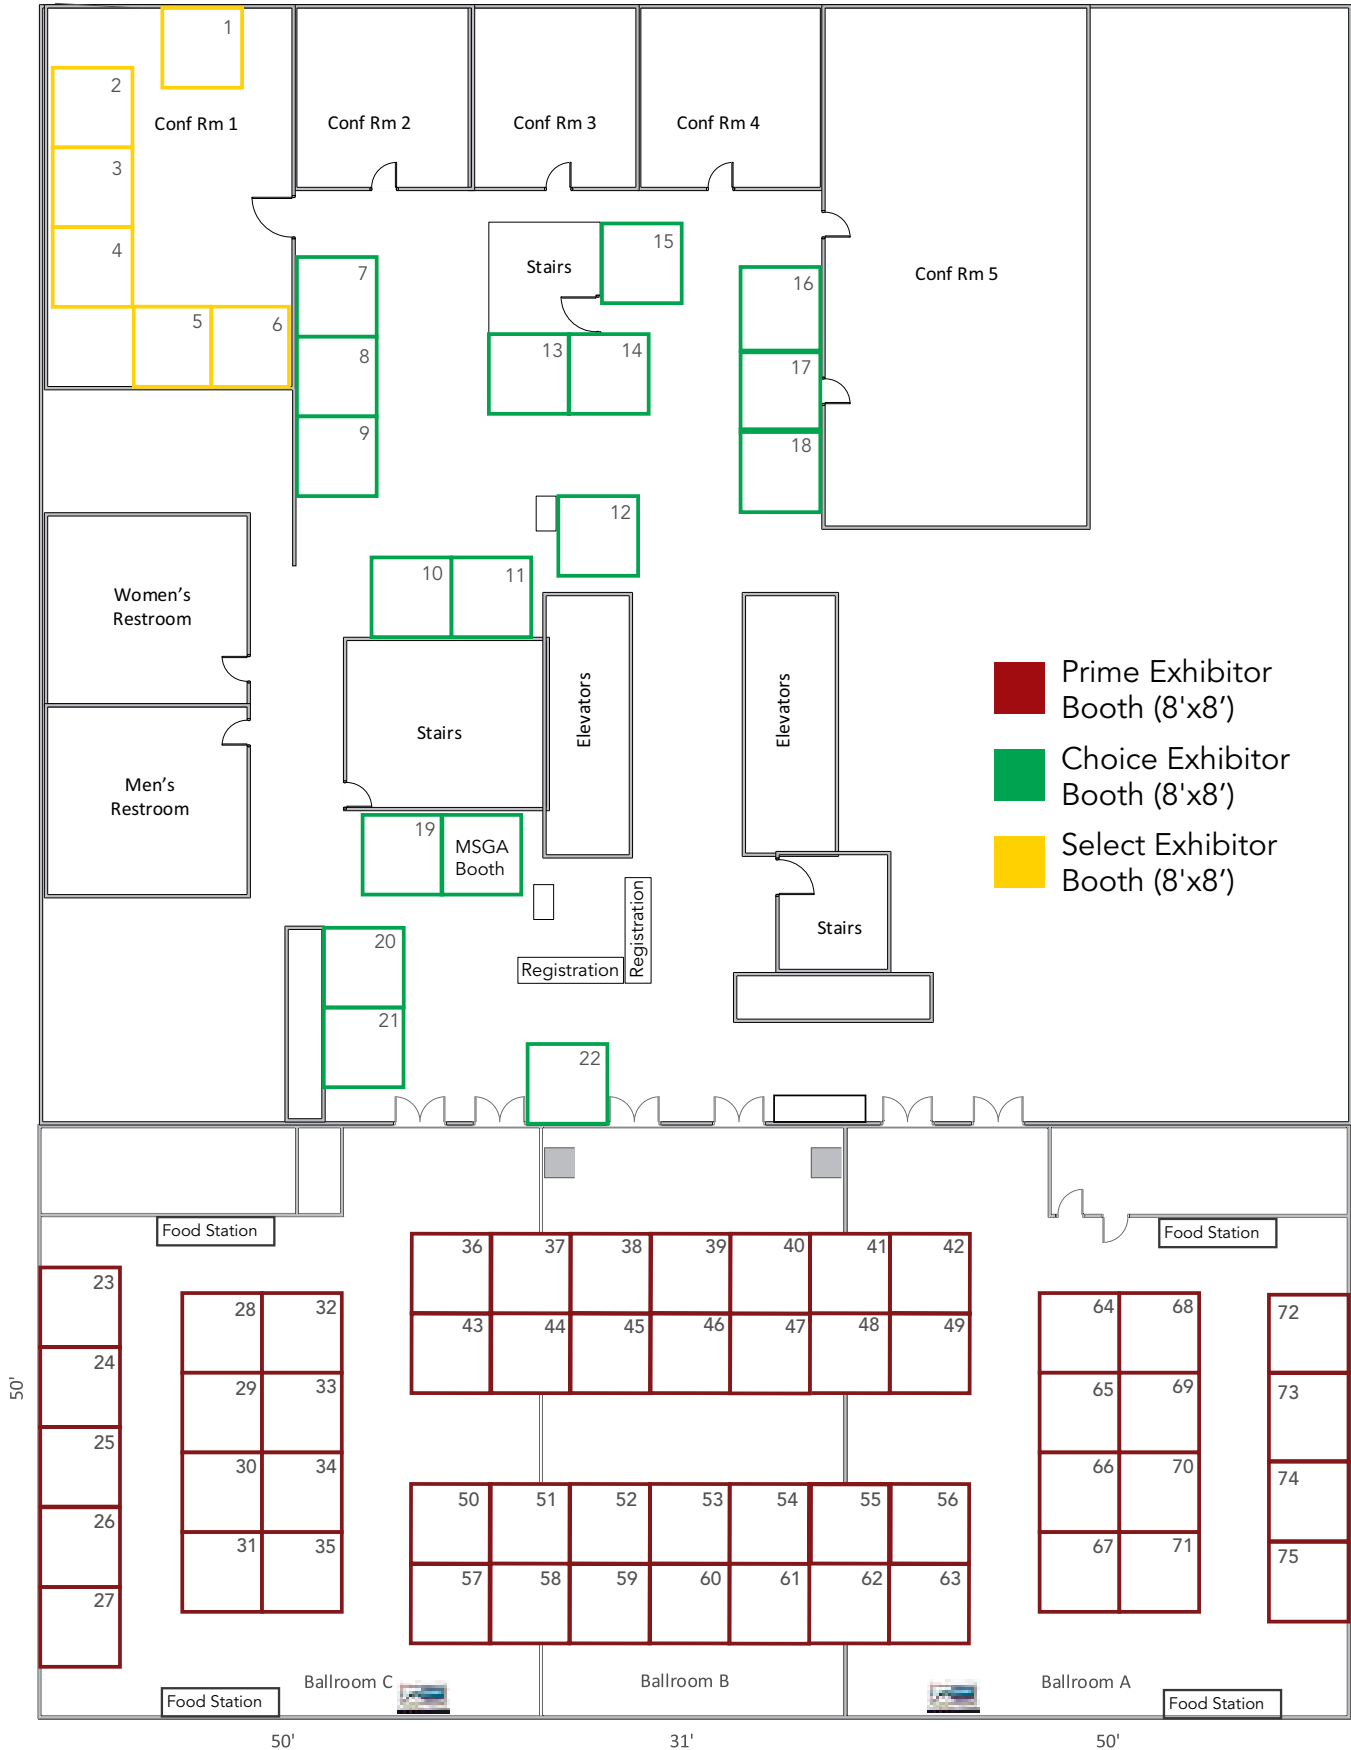 1
2
Conf Rm 1
Conf Rm 2
Conf Rm 3
Conf Rm 4
3
4
15
7
Stairs
Conf Rm 5
16
5
6
8
13
14
17
9
18
12
10
11
Women's
Restroom
Elevators
Elevators
Prime Exhibitor
Booth (8'x8')
Stairs
Choice Exhibitor
Booth (8'x8')
Men's
Restroom
19
MSGA
Booth
Select Exhibitor
Booth (8'x8')
Registration
Stairs
20
Registration
21
22
Food Station
Food Station
36
37
38
39
40
41
42
23
28
32
64
68
72
43
44
45
46
47
48
49
24
29
33
65
69
73
50'
25
30
34
66
70
74
50
51
52
53
54
55
56
26
31
35
67
71
75
57
58
59
60
61
62
63
27
Ballroom C
Ballroom B
Ballroom A
Food Station
Food Station
50'
31'
50'